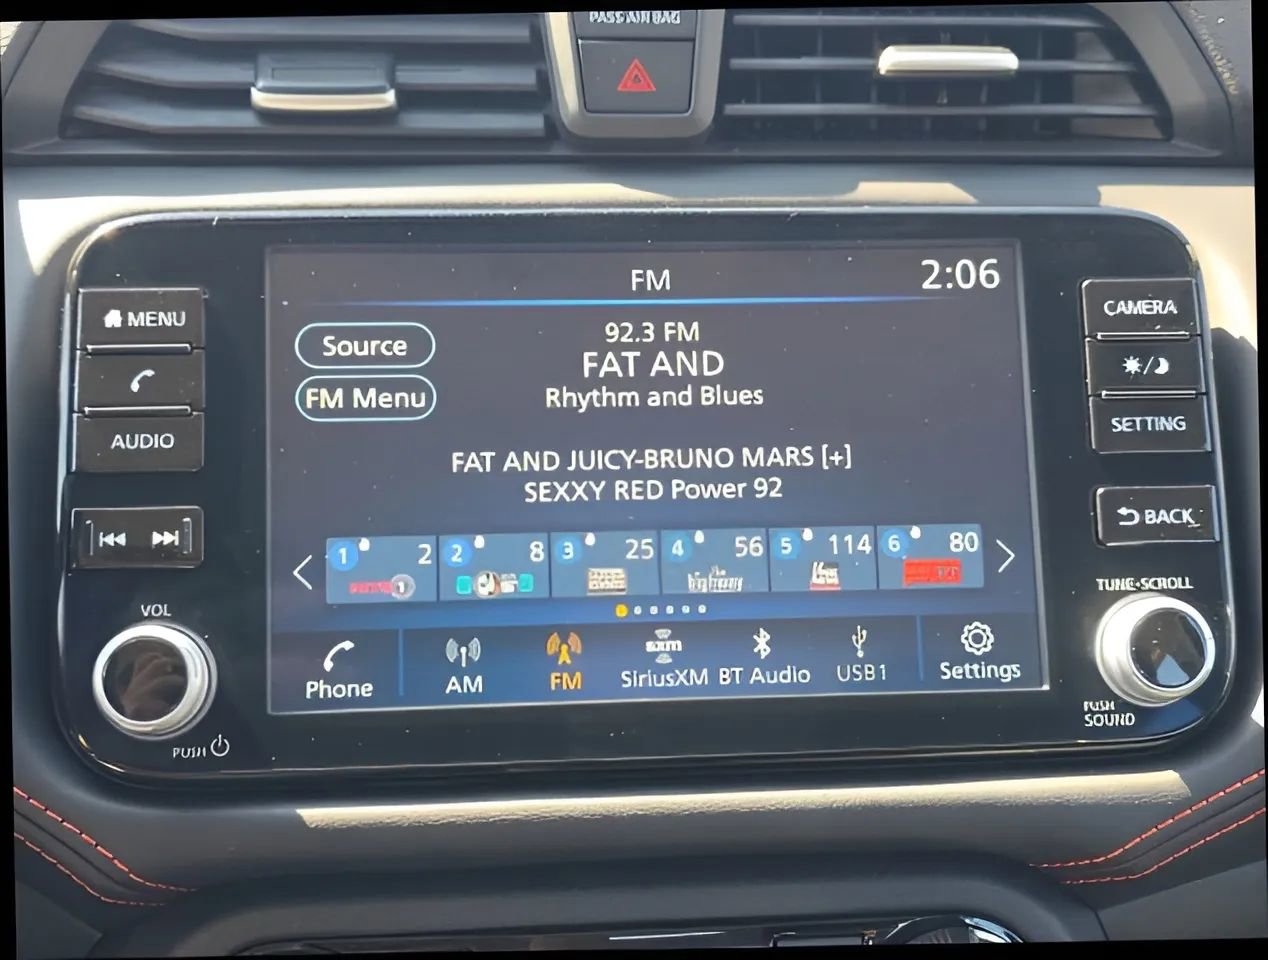 PASS AIR BAG
FM
2:06
MENU
CAMERA
Source
92.3 FM
FAT AND
FM Menu
Rhythm and Blues
AUDIO
SETTING
FAT AND JUICY-BRUNO MARS [+]
SEXXY RED Power 92
BACK
1 2
2 8
3 25
4 56
5 114
6 80
TUNE•SCROLL
VOL
Phone
AM
FM
sxm
SiriusXM
BT Audio
USB1
Settings
PUSH
SOUND
PUSH